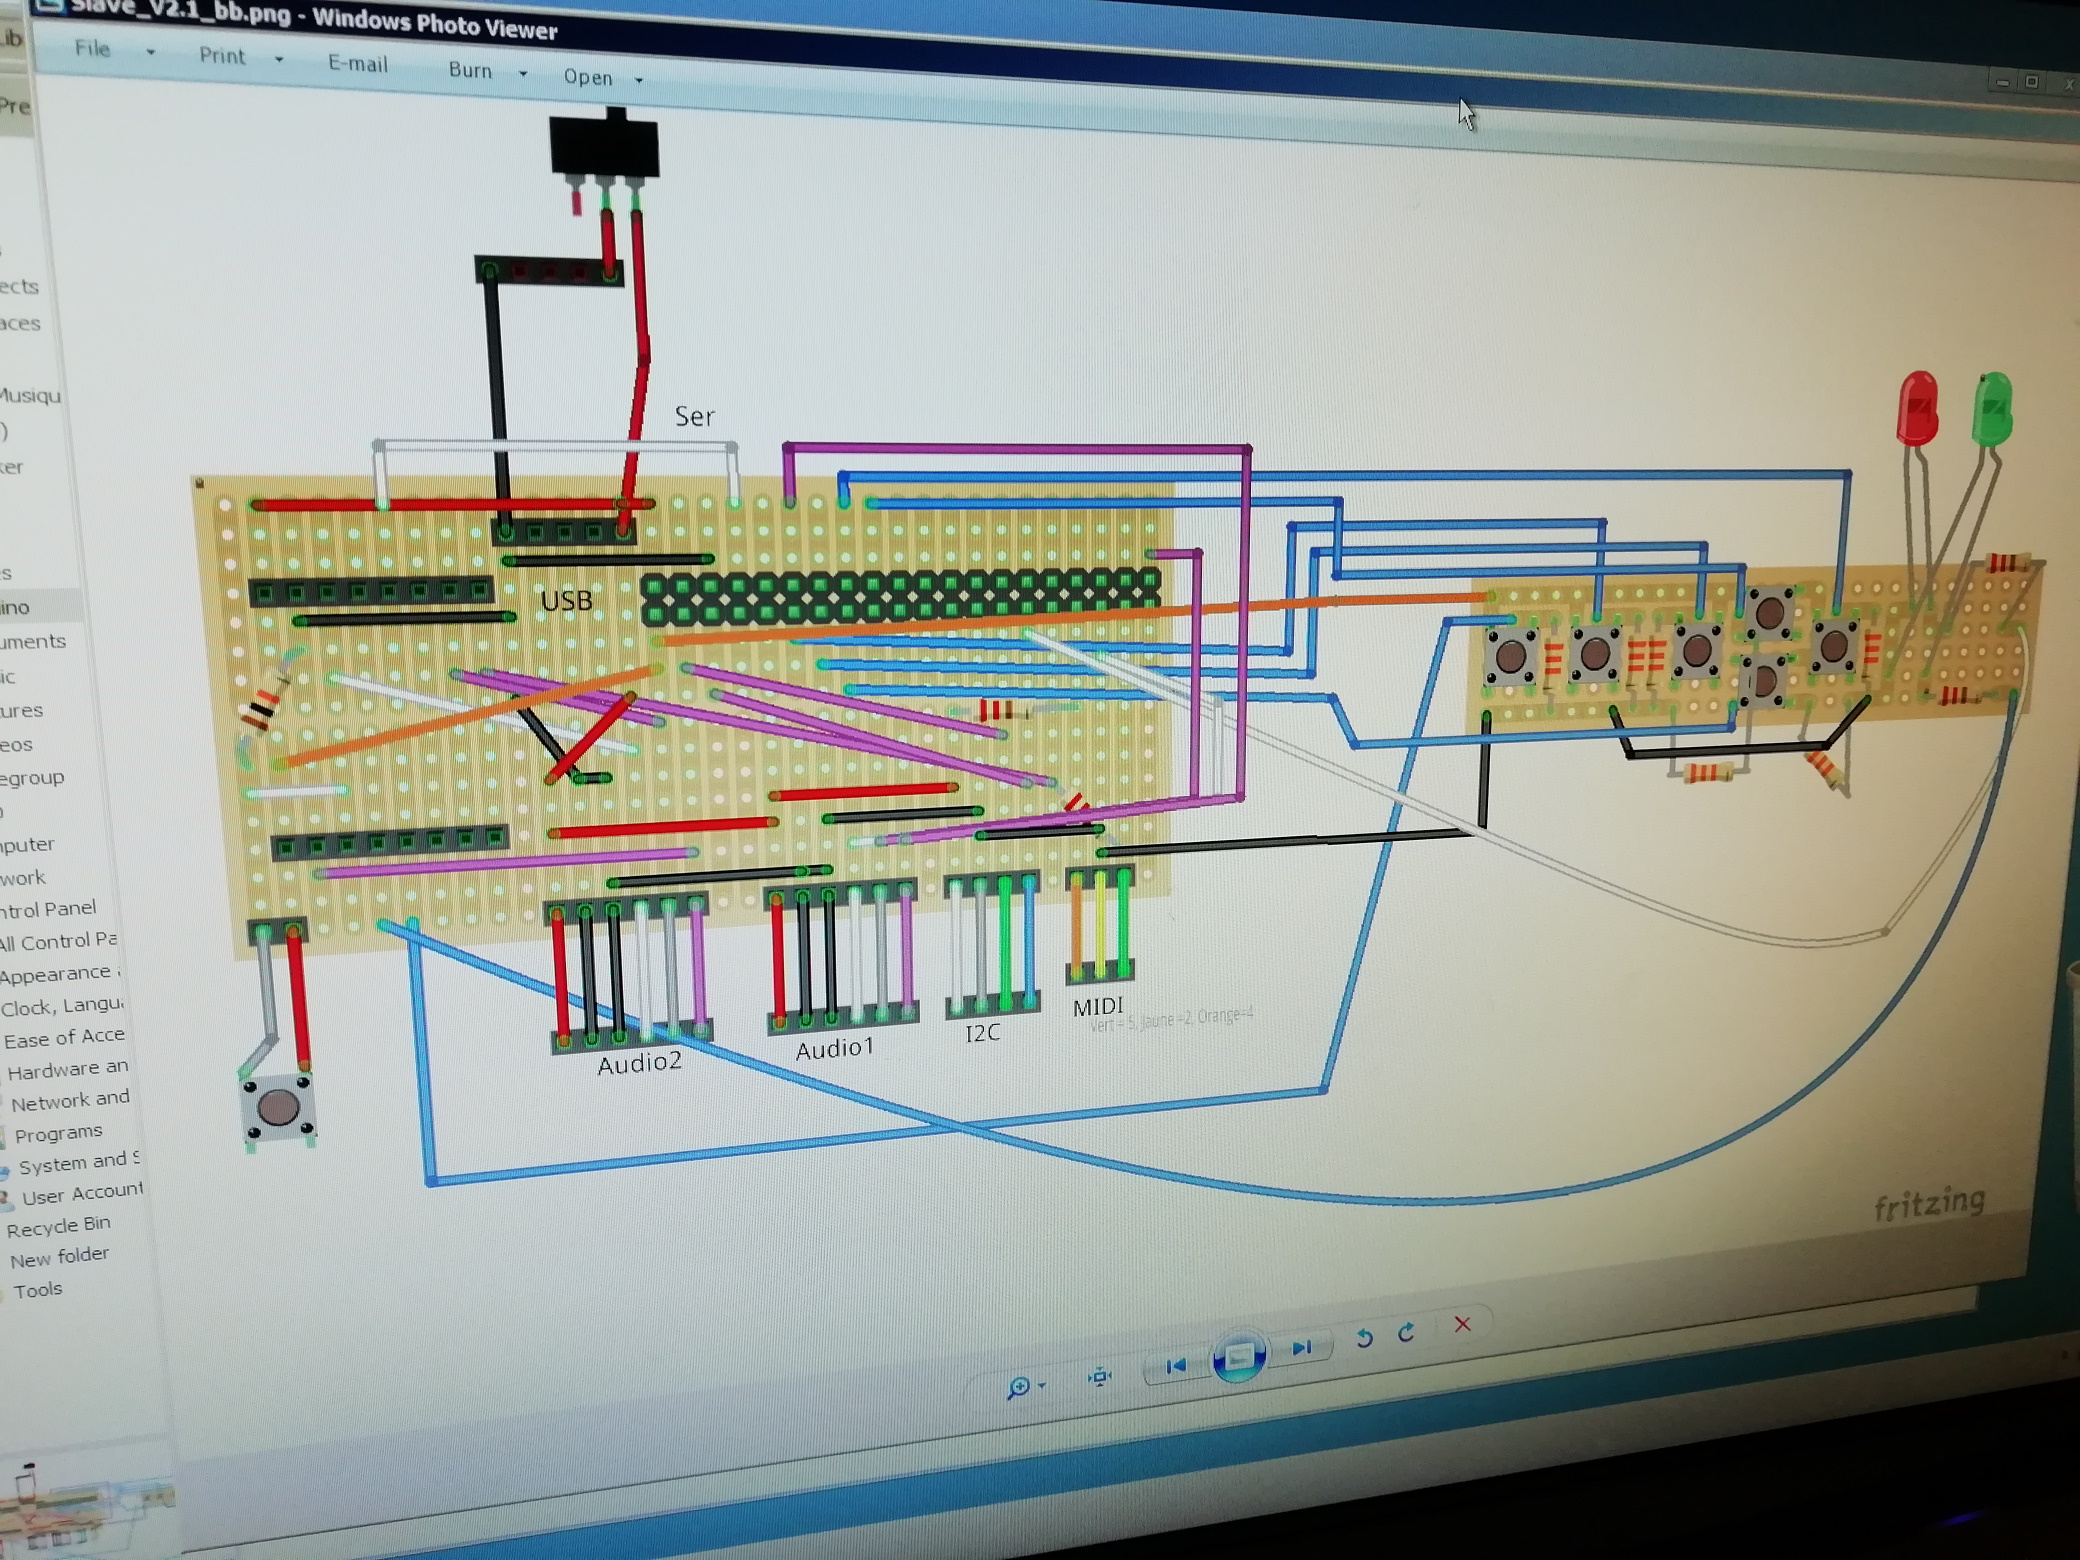 Slave_V2.1_bb.png - Windows Photo Viewer
File
Print
E-mail
Burn
Open
Ser
USB
Audio2
Audio1
I2C
MIDI
Vert = 5, Jaune =2, Orange=4
fritzing
Lib
Pre
ects
aces
Musiqu
)
ker
s
ino
uments
ic
ures
eos
egroup
nputer
work
ntrol Panel
All Control Pa
Appearance
Clock, Langu
Ease of Acce
Hardware an
Network and
Programs
System and S
User Account
Recycle Bin
New folder
Tools